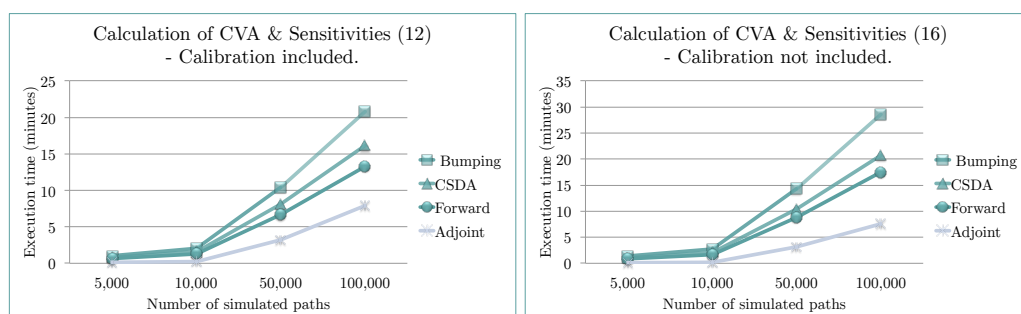 Calculation of CVA & Sensitivities (12)
- Calibration included.
Execution time (minutes)
25
20
15
10
5
0
5,000 10,000 50,000 100,000
Number of simulated paths
Bumping
CSDA
Forward
Adjoint
Calculation of CVA & Sensitivities (16)
- Calibration not included.
Execution time (minutes)
35
30
25
20
15
10
5
0
5,000 10,000 50,000 100,000
Number of simulated paths
Bumping
CSDA
Forward
Adjoint